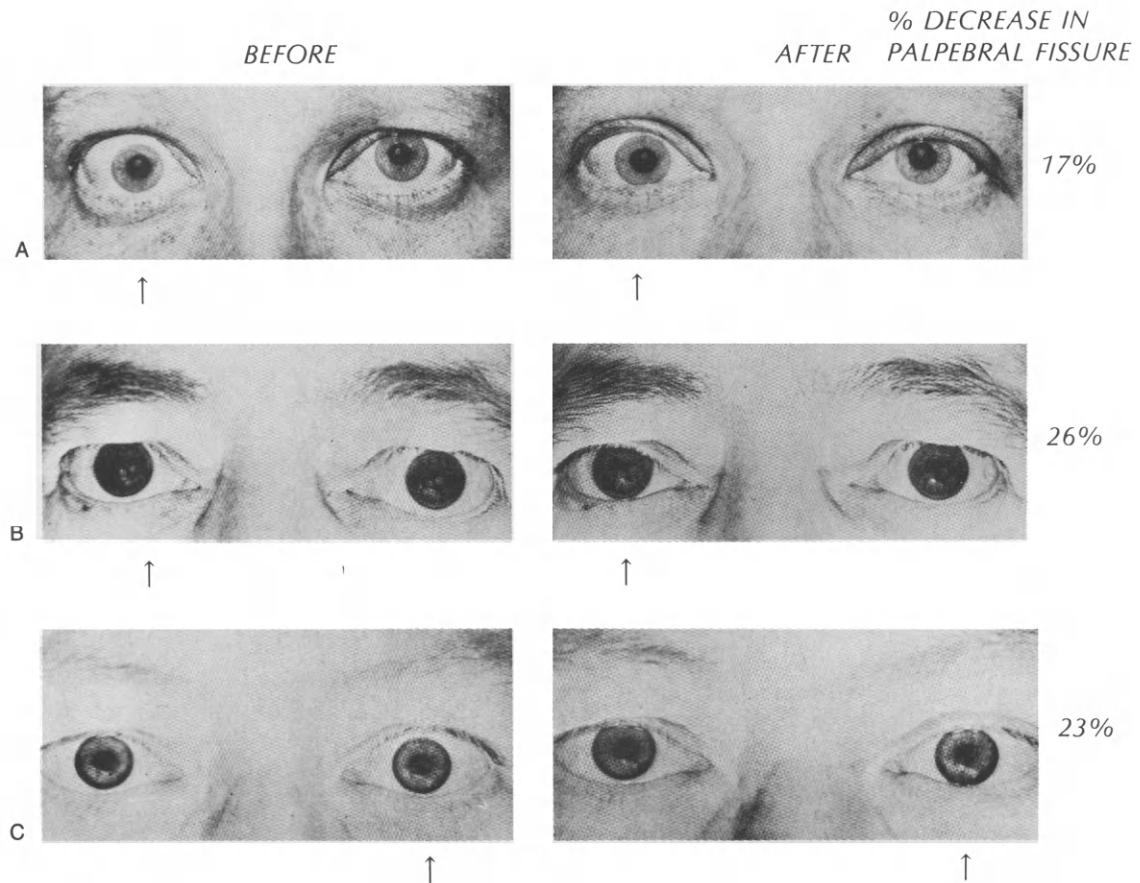 BEFORE
AFTER
% DECREASE IN
PALPEBRAL FISSURE
A
17%
↑ ↑
B
26%
↑ ↑
C
23%
↑ ↑